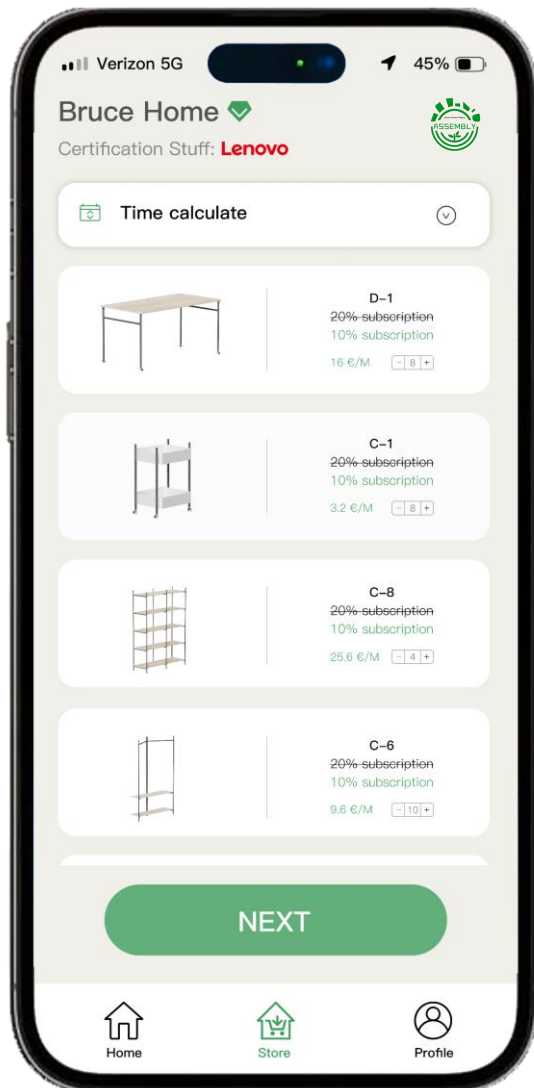 Verizon 5G
45%
Bruce Home
Certification Stuff: Lenovo
ASSEMBLY
Time calculate
D-1
20% subscription
10% subscription
16 €/M - 8 +
C-1
20% subscription
10% subscription
3.2 €/M - 8 +
C-8
20% subscription
10% subscription
25.6 €/M - 4 +
C-6
20% subscription
10% subscription
9.6 €/M - 10 +
NEXT
Home
Store
Profile